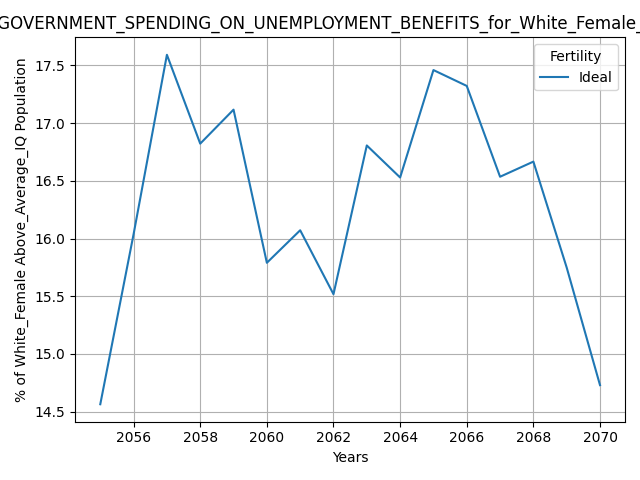 GOVERNMENT_SPENDING_ON_UNEMPLOYMENT_BENEFITS_for_White_Female_
Fertility
Ideal
% of White_Female Above_Average_IQ Population
17.5
17.0
16.5
16.0
15.5
15.0
14.5
2056 2058 2060 2062 2064 2066 2068 2070
Years